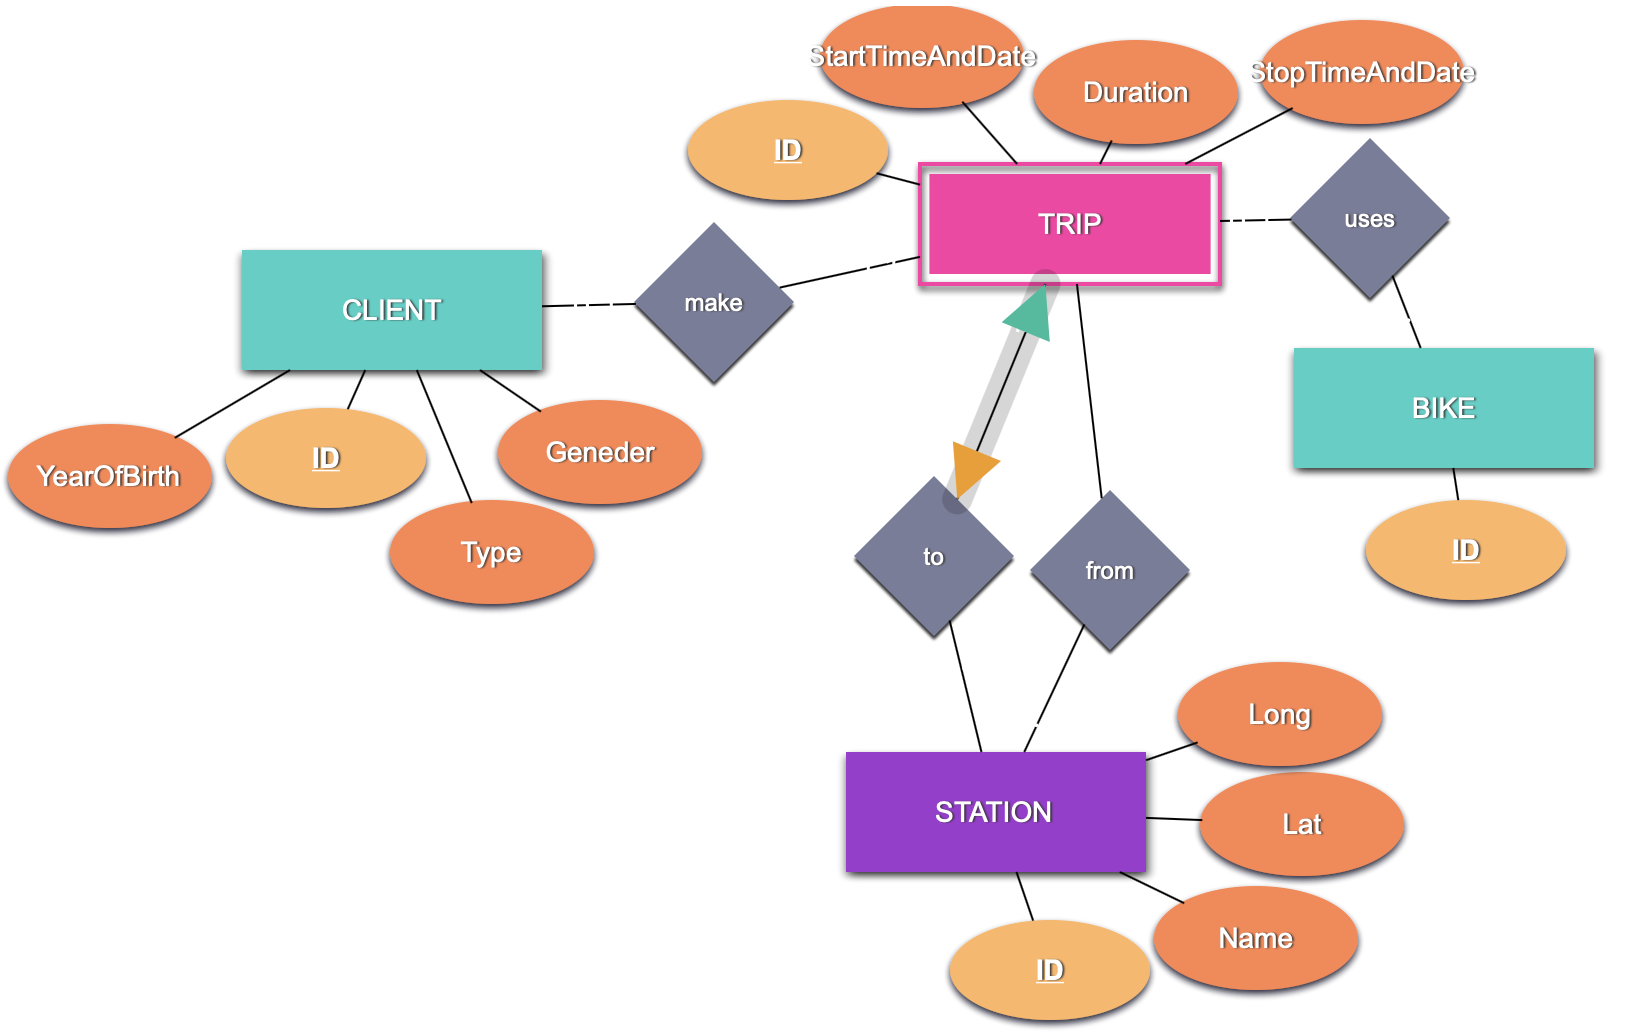 StartTimeAndDate
StopTimeAndDate
Duration
ID
TRIP
uses
CLIENT
make
BIKE
YearOfBirth
ID
Geneder
Type
ID
to
from
Long
STATION
Lat
Name
ID